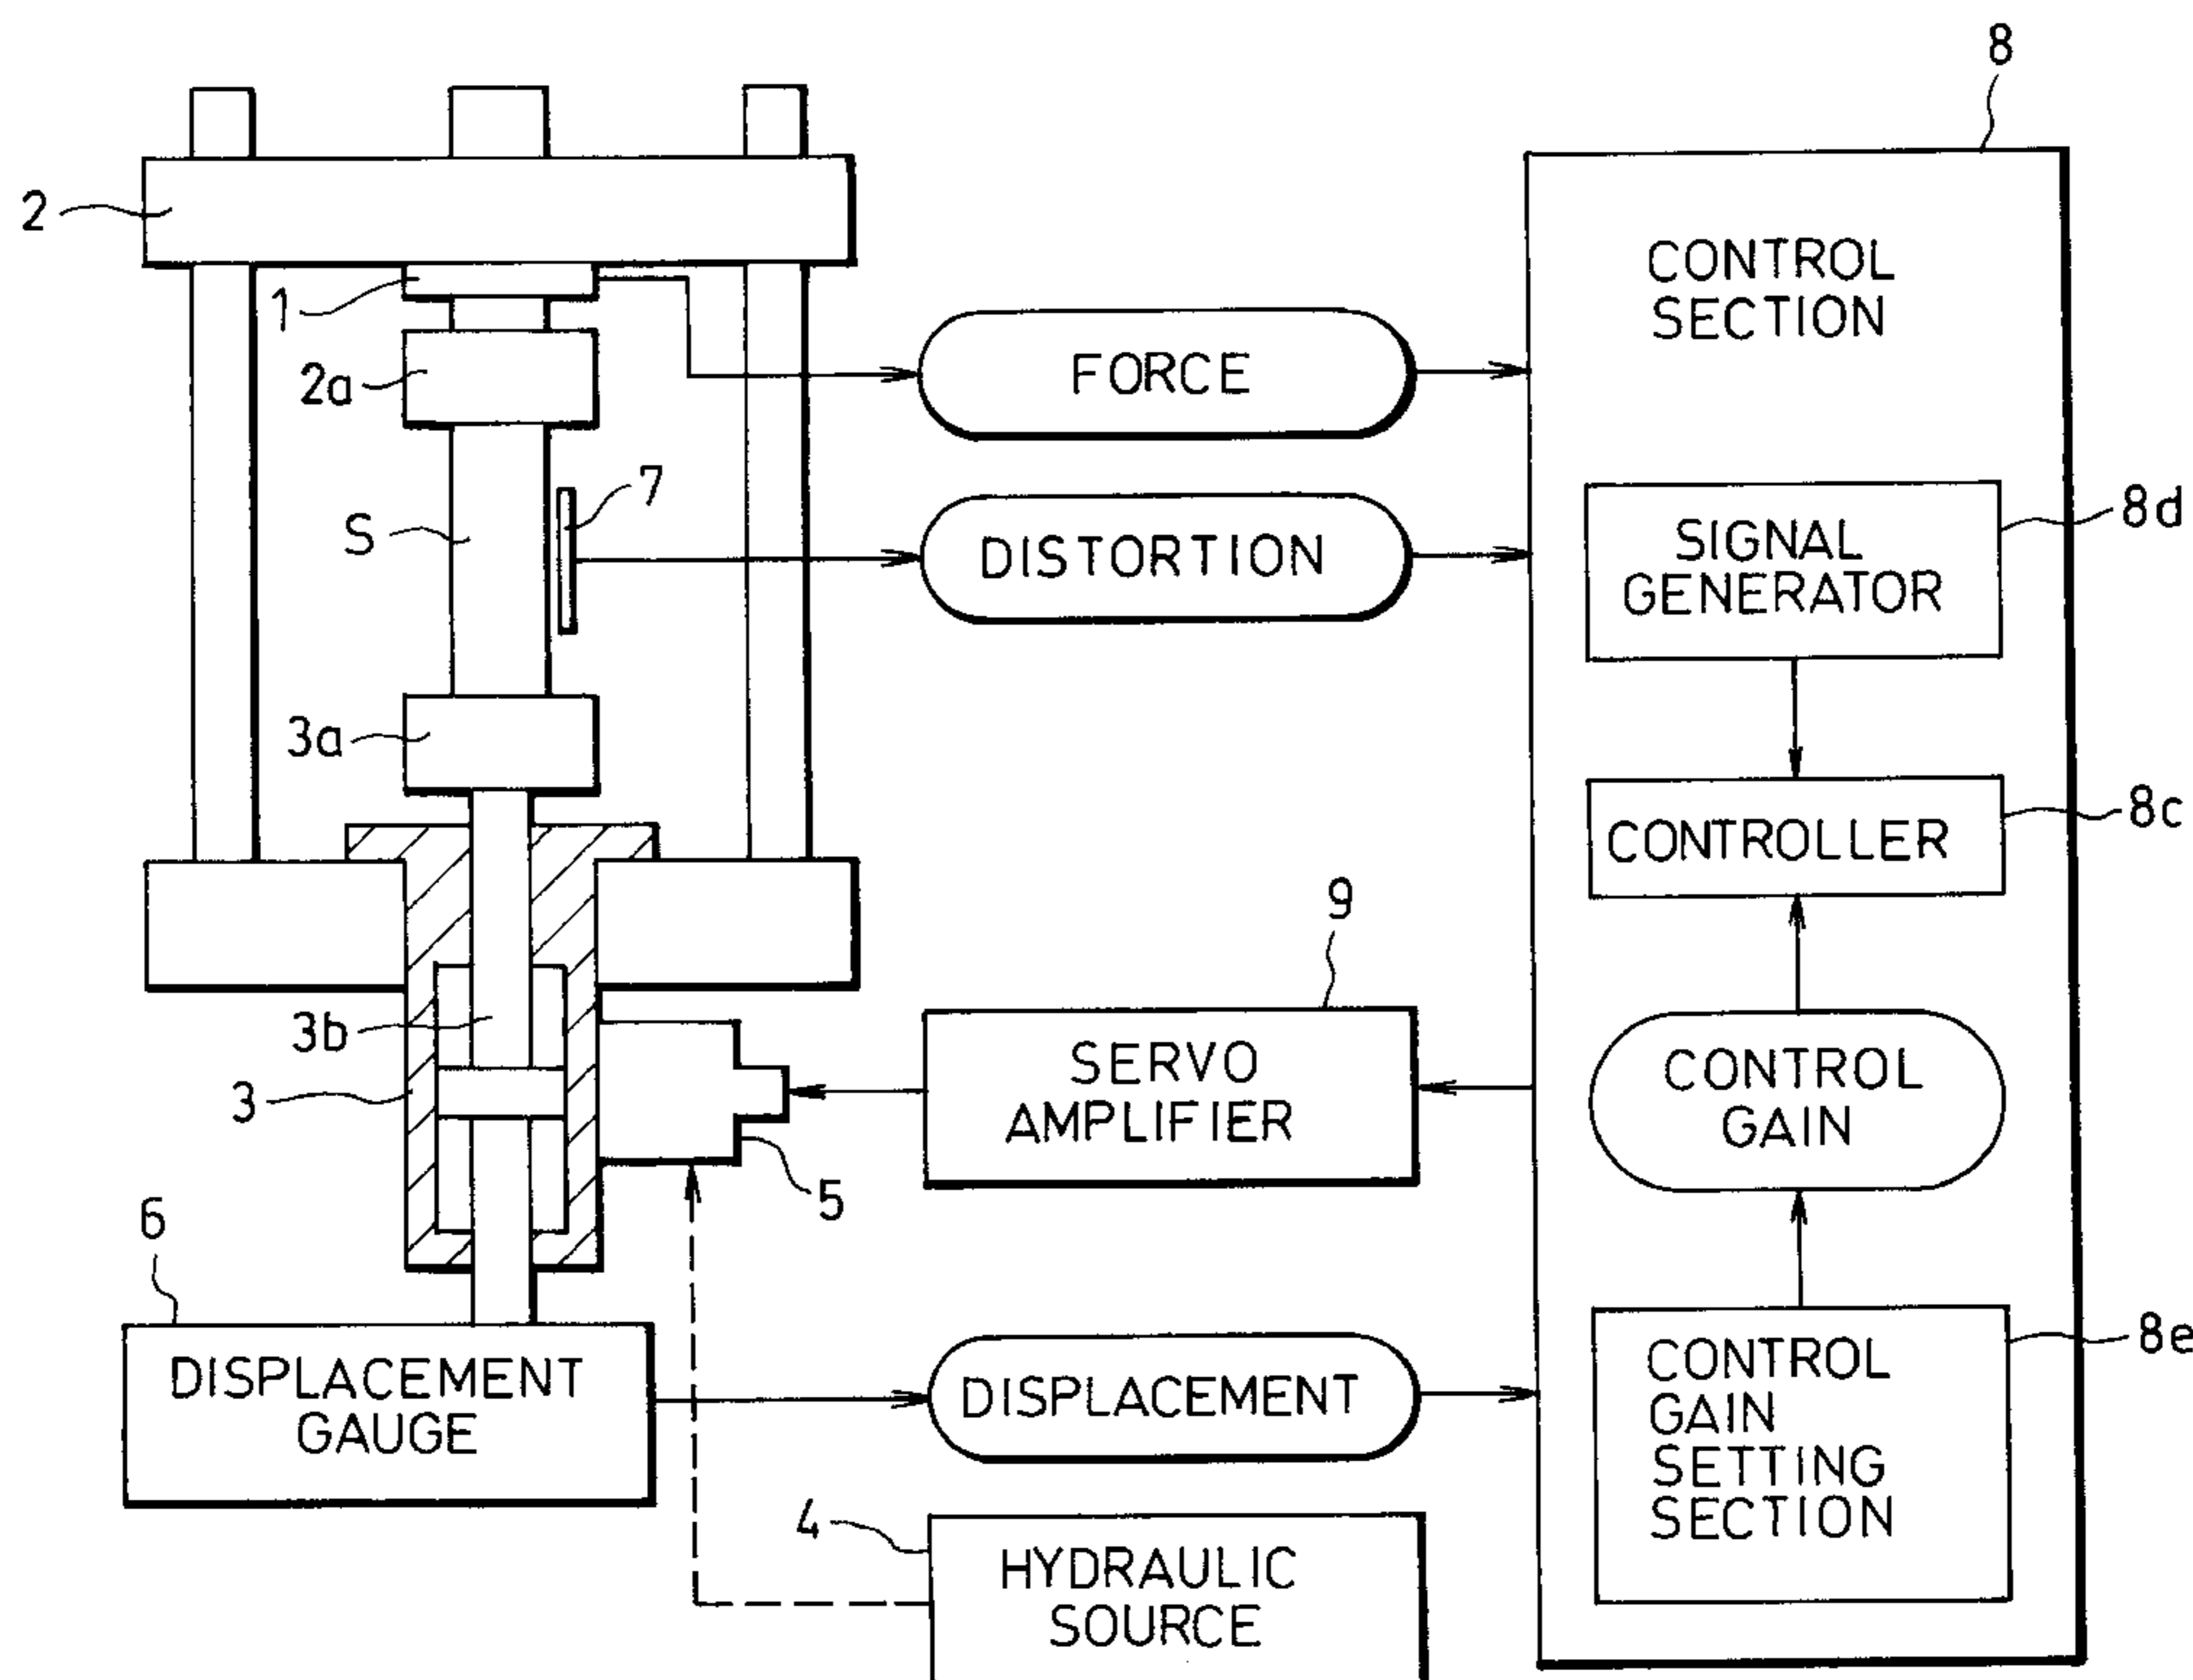 8
2
CONTROL
SECTION
1
2a
FORCE
7
S
DISTORTION
SIGNAL
GENERATOR
8d
3a
CONTROLLER
8c
9
3b
3
SERVO
AMPLIFIER
CONTROL
GAIN
5
6
DISPLACEMENT
GAUGE
DISPLACEMENT
CONTROL
GAIN
SETTING
SECTION
8e
4
HYDRAULIC
SOURCE